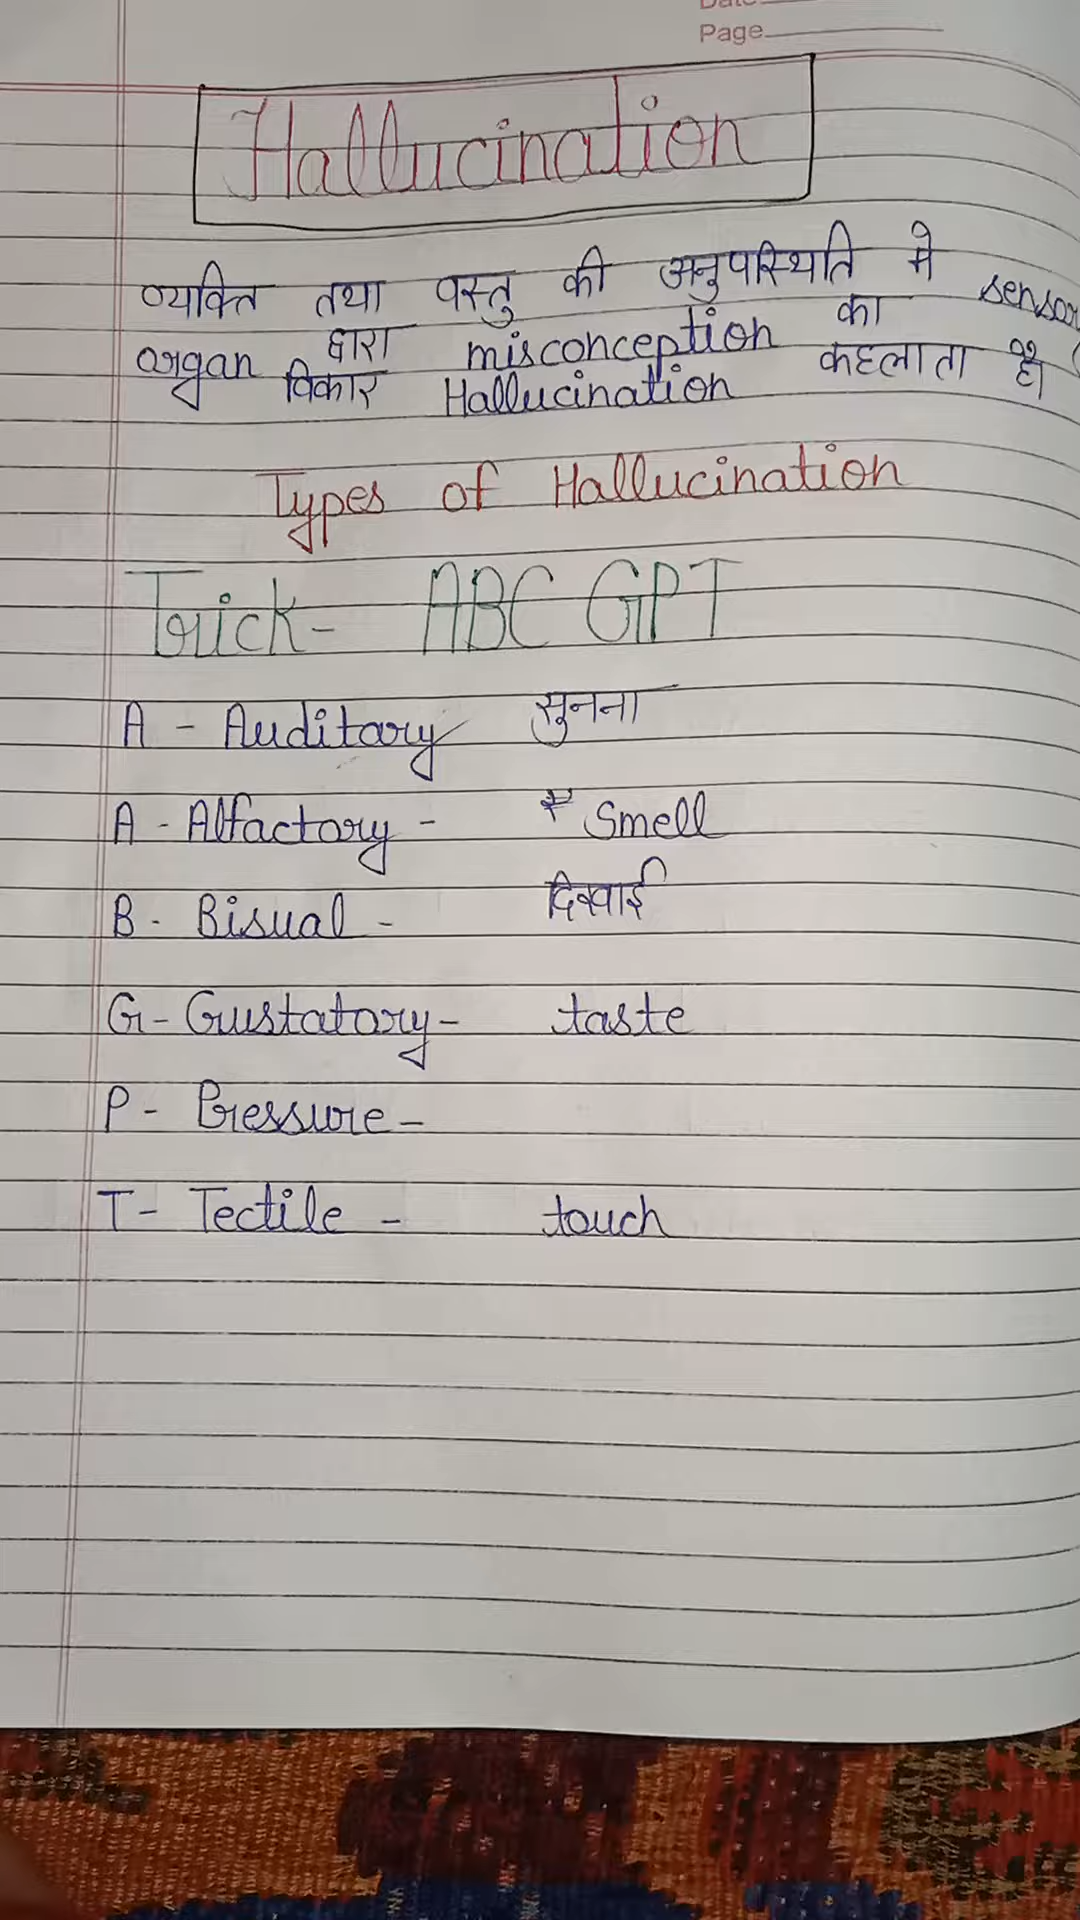 Page
Hallucination
व्यक्ति तथा वस्तु की अनुपस्थिति मे
organ द्वारा misconception का
विकार Hallucination कहलाता है।
Types of Hallucination
Trick- ABC GPT
A - Auditary सुनना
A - Alfactory - Smell
B - Bisual - दिखाई
G - Gustatory - taste
P - Pressure -
T - Tectile - touch